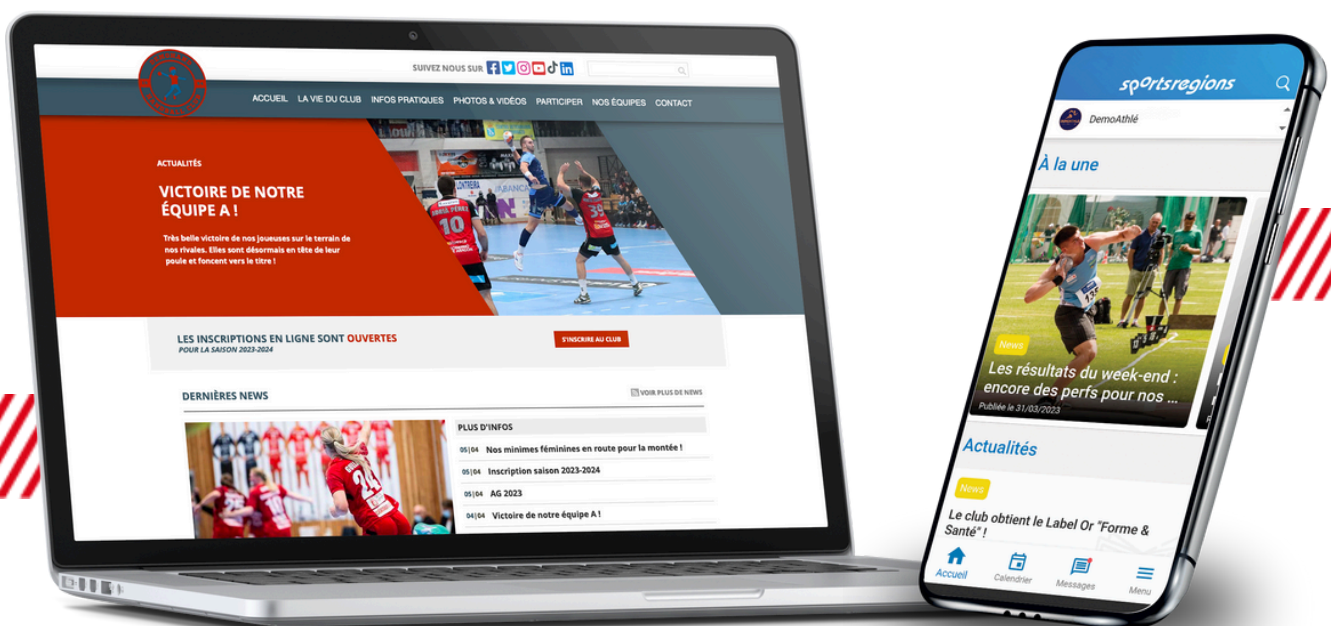 SUIVEZ NOUS SUR
ACCUEIL LA VIE DU CLUB INFOS PRATIQUES PHOTOS & VIDÉOS PARTICIPER NOS ÉQUIPES CONTACT
ACTUALITÉS
VICTOIRE DE NOTRE
ÉQUIPE A !
Très belle victoire de nos joueuses sur le terrain de
nos rivales. Elles sont désormais en tête de leur
poule et foncent vers le titre !
10
39
LES INSCRIPTIONS EN LIGNE SONT OUVERTES
POUR LA SAISON 2023-2024
S'INSCRIRE AU CLUB
DERNIÈRES NEWS
VOIR PLUS DE NEWS
24
PLUS D'INFOS
05|04 Nos minimes féminines en route pour la montée !
05|04 Inscription saison 2023-2024
05|04 AG 2023
04|04 Victoire de notre équipe A !
sportsregions
DemoAthlé
À la une
135
News
Les résultats du week-end :
encore des perfs pour nos ...
Publiée le 31/03/2023
Actualités
News
Le club obtient le Label Or "Forme &
Santé" !
Accueil Calendrier Messages Menu